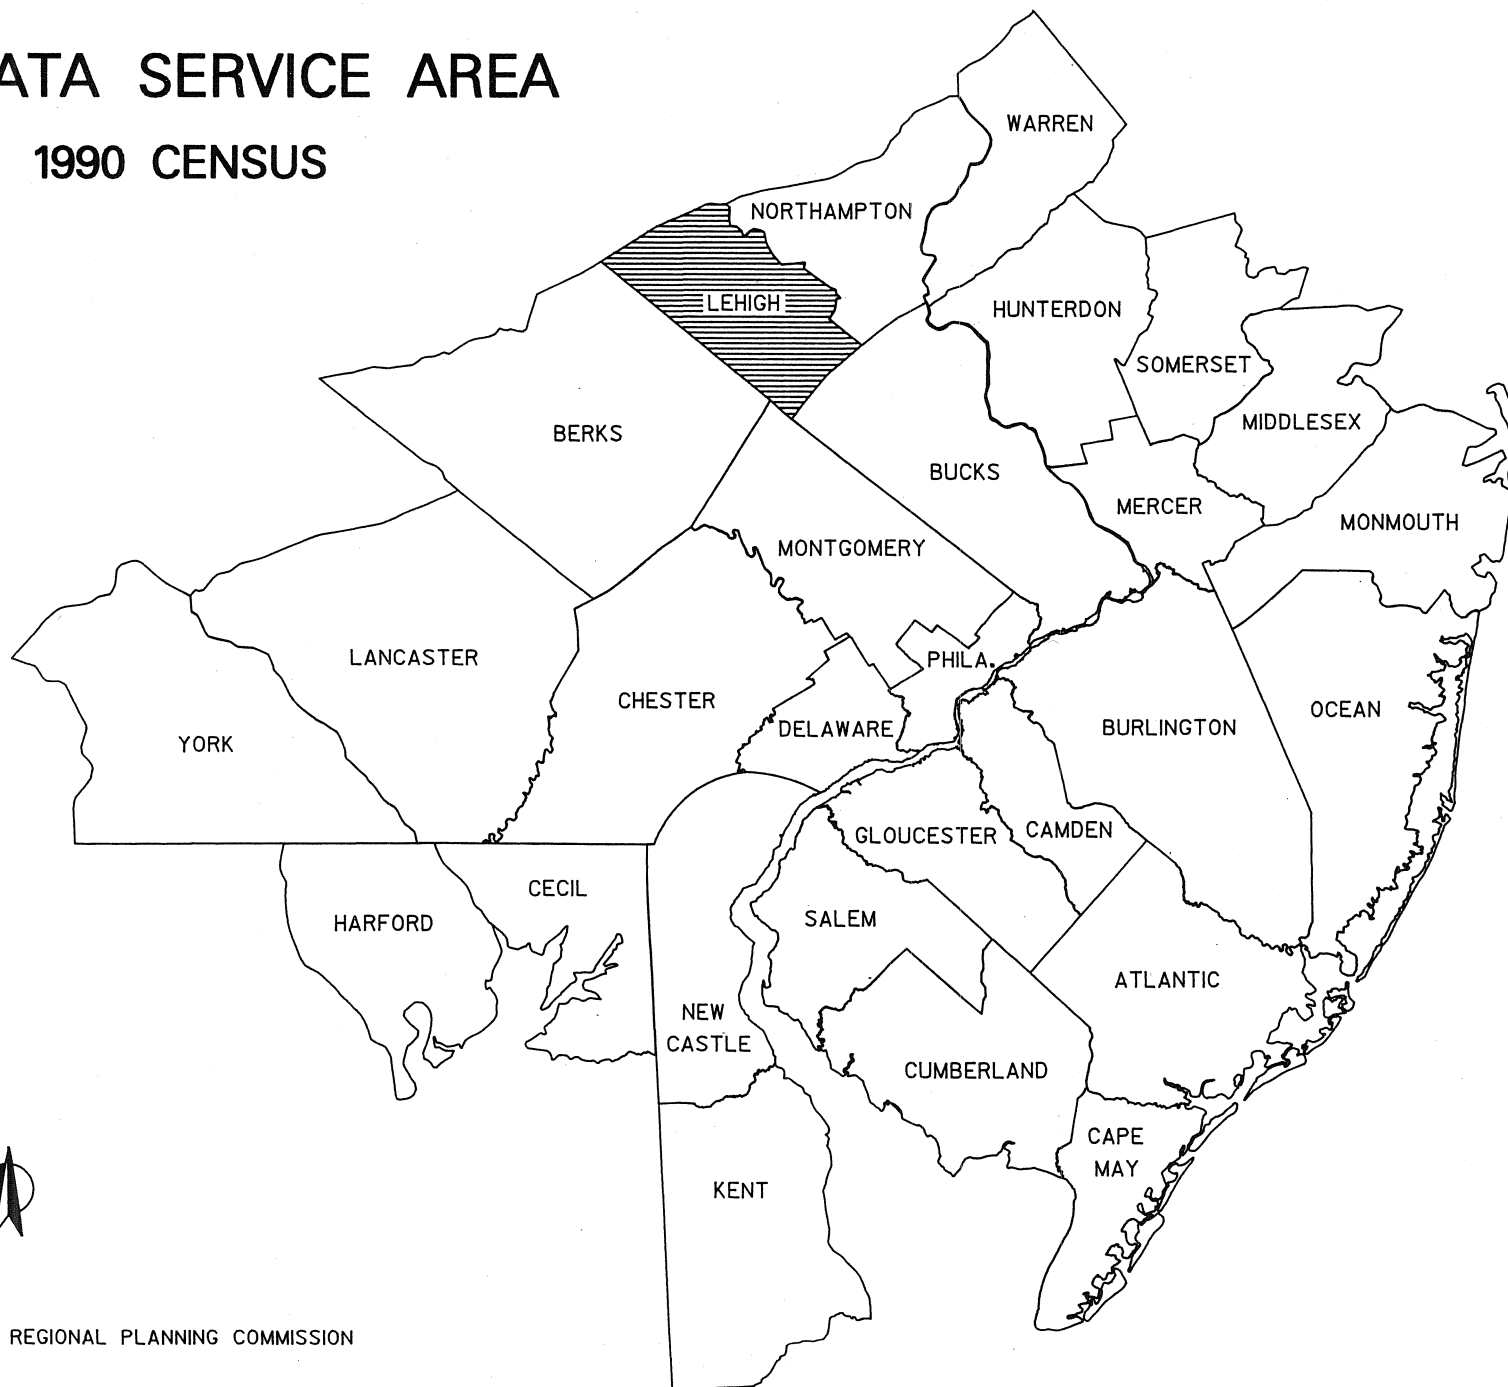 ATA SERVICE AREA
1990 CENSUS
WARREN
NORTHAMPTON
LEHIGH
HUNTERDON
SOMERSET
MIDDLESEX
BERKS
BUCKS
MERCER
MONMOUTH
MONTGOMERY
LANCASTER
PHILA.
CHESTER
DELAWARE
BURLINGTON
OCEAN
YORK
GLOUCESTER
CAMDEN
CECIL
HARFORD
SALEM
ATLANTIC
NEW
CASTLE
CUMBERLAND
CAPE
MAY
KENT
REGIONAL PLANNING COMMISSION